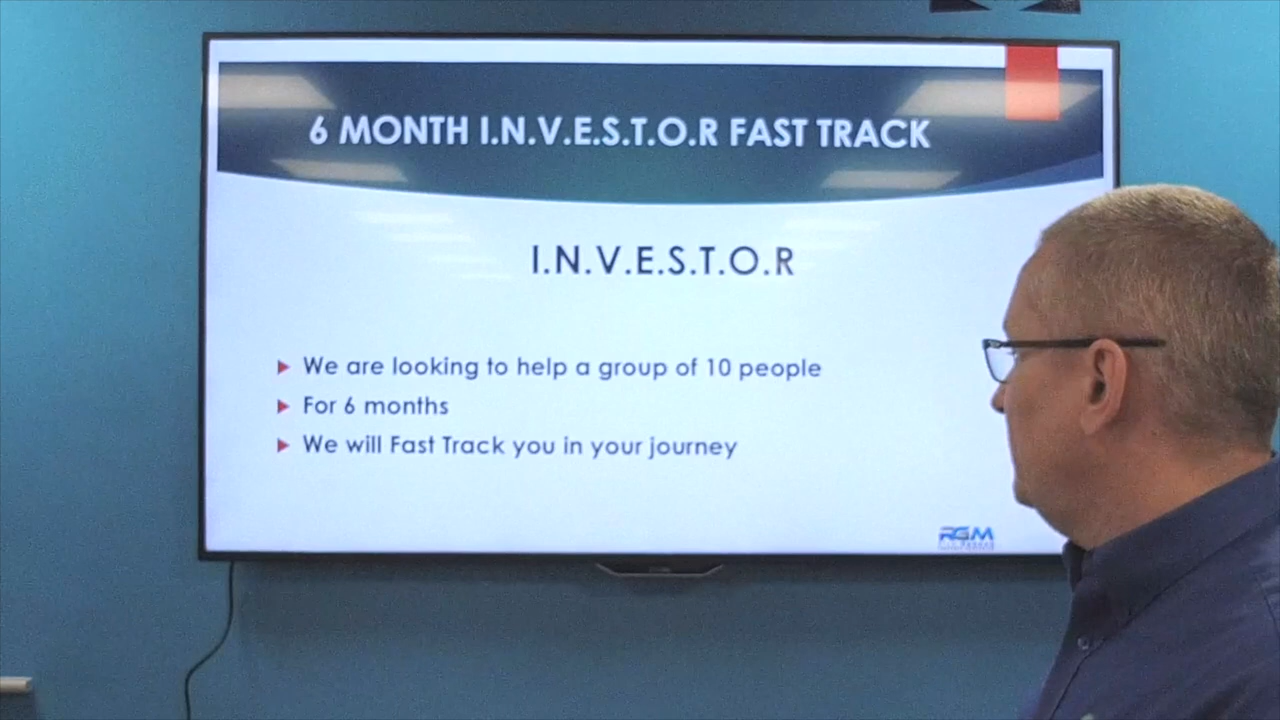 6 MONTH I.N.V.E.S.T.O.R FAST TRACK
I.N.V.E.S.T.O.R
We are looking to help a group of 10 people
For 6 months
We will Fast Track you in your journey
RGM